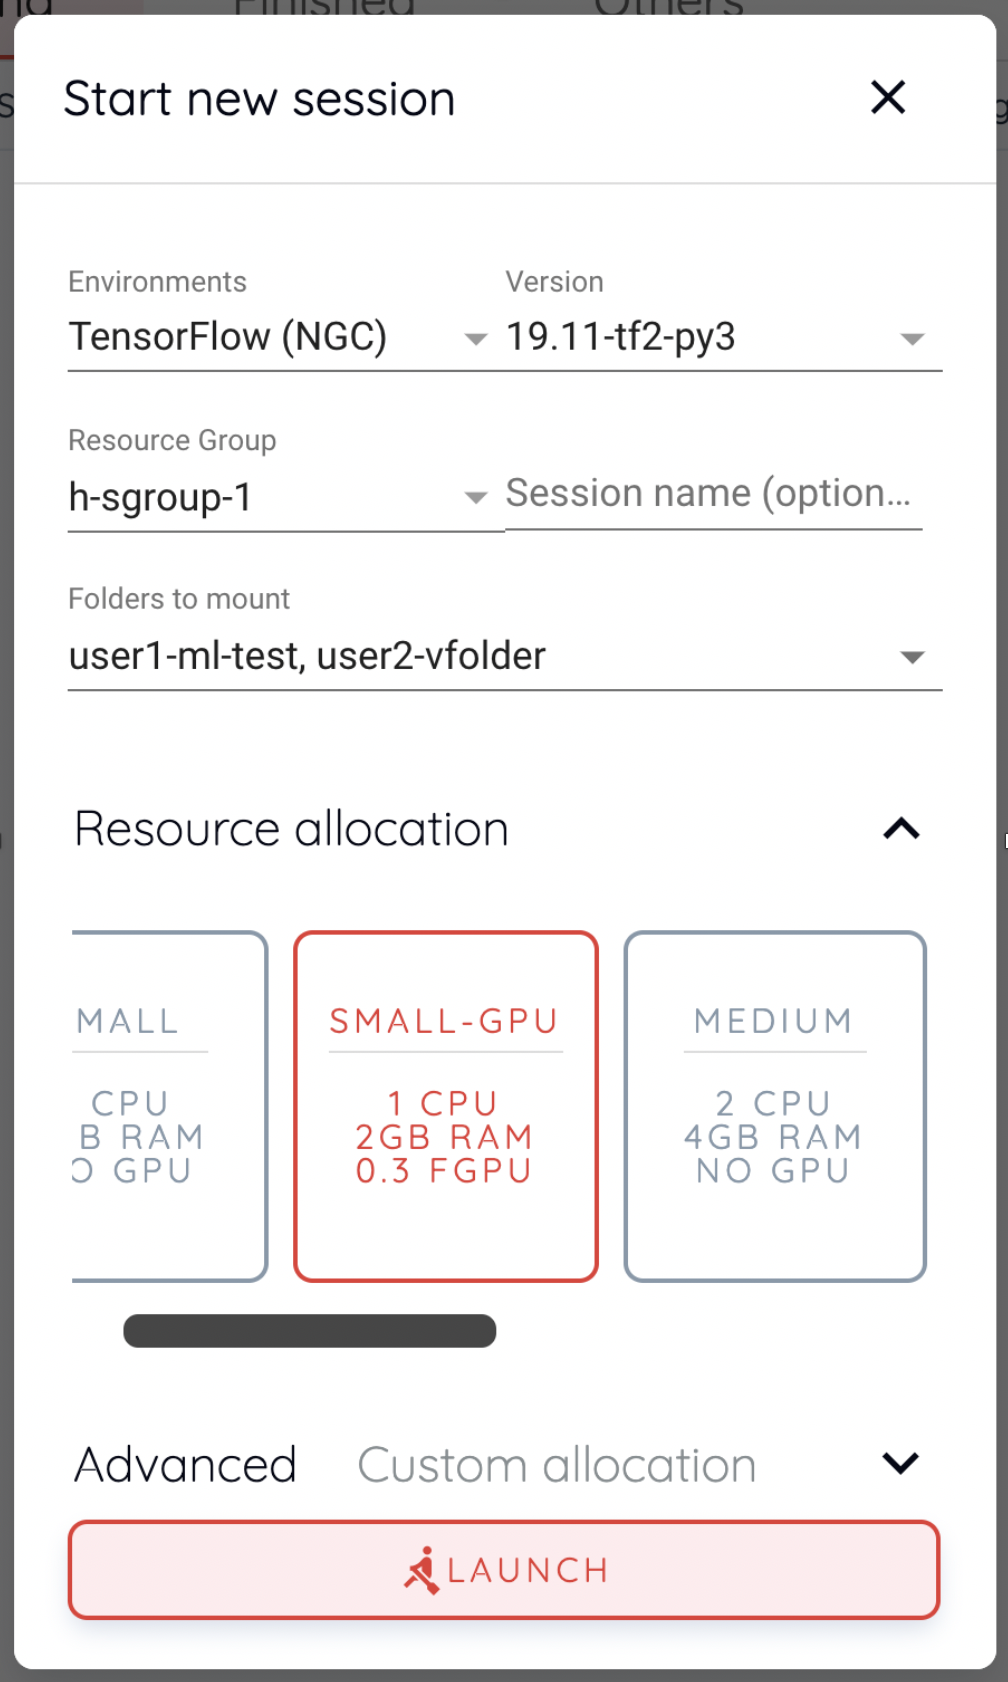 Finished Others
Start new session
Environments Version
TensorFlow (NGC) 19.11-tf2-py3
Resource Group
h-sgroup-1 Session name (option...
Folders to mount
user1-ml-test, user2-vfolder
Resource allocation
MALL SMALL-GPU MEDIUM
CPU 1 CPU 2 CPU
B RAM 2GB RAM 4GB RAM
O GPU 0.3 FGPU NO GPU
Advanced Custom allocation
LAUNCH